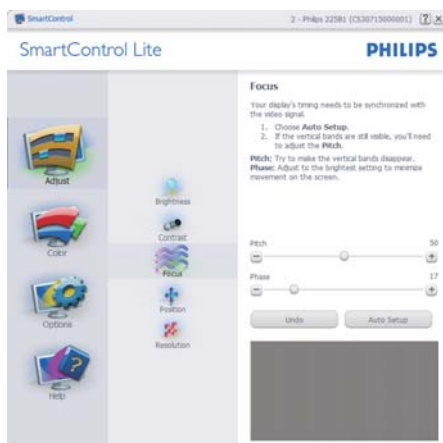 SmartControl
2 - Philips 225B1 (CS30715000001)
SmartControl Lite
PHILIPS
Adjust
Color
Options
Help
Brightness
Contrast
Focus
Position
Resolution
Focus
Your display's timing needs to be synchronized with
the video signal.
1. Choose Auto Setup.
2. If the vertical bands are still visible, you'll need
to adjust the Pitch.
Pitch: Try to make the vertical bands disappear.
Phase: Adjust to the brightest setting to minimize
movement on the screen.
Pitch 50
Phase 17
Undo Auto Setup